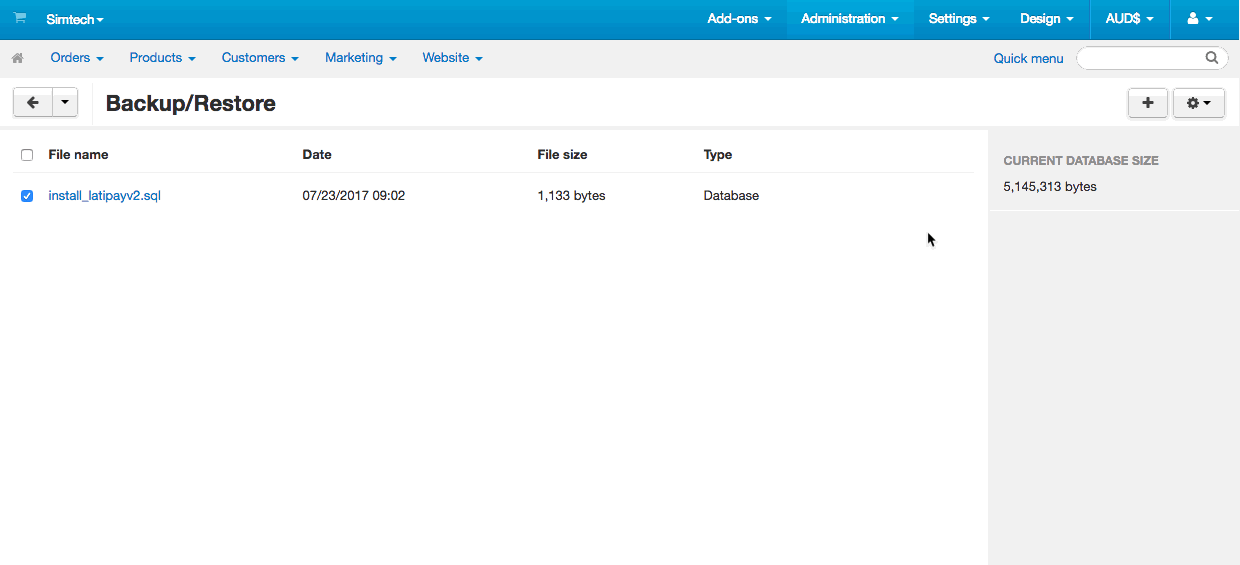 Simtech Add-ons Administration Settings Design AUD$
Orders Products Customers Marketing Website Quick menu
Backup/Restore
File name Date File size Type
install_latipayv2.sql 07/23/2017 09:02 1,133 bytes Database
CURRENT DATABASE SIZE
5,145,313 bytes